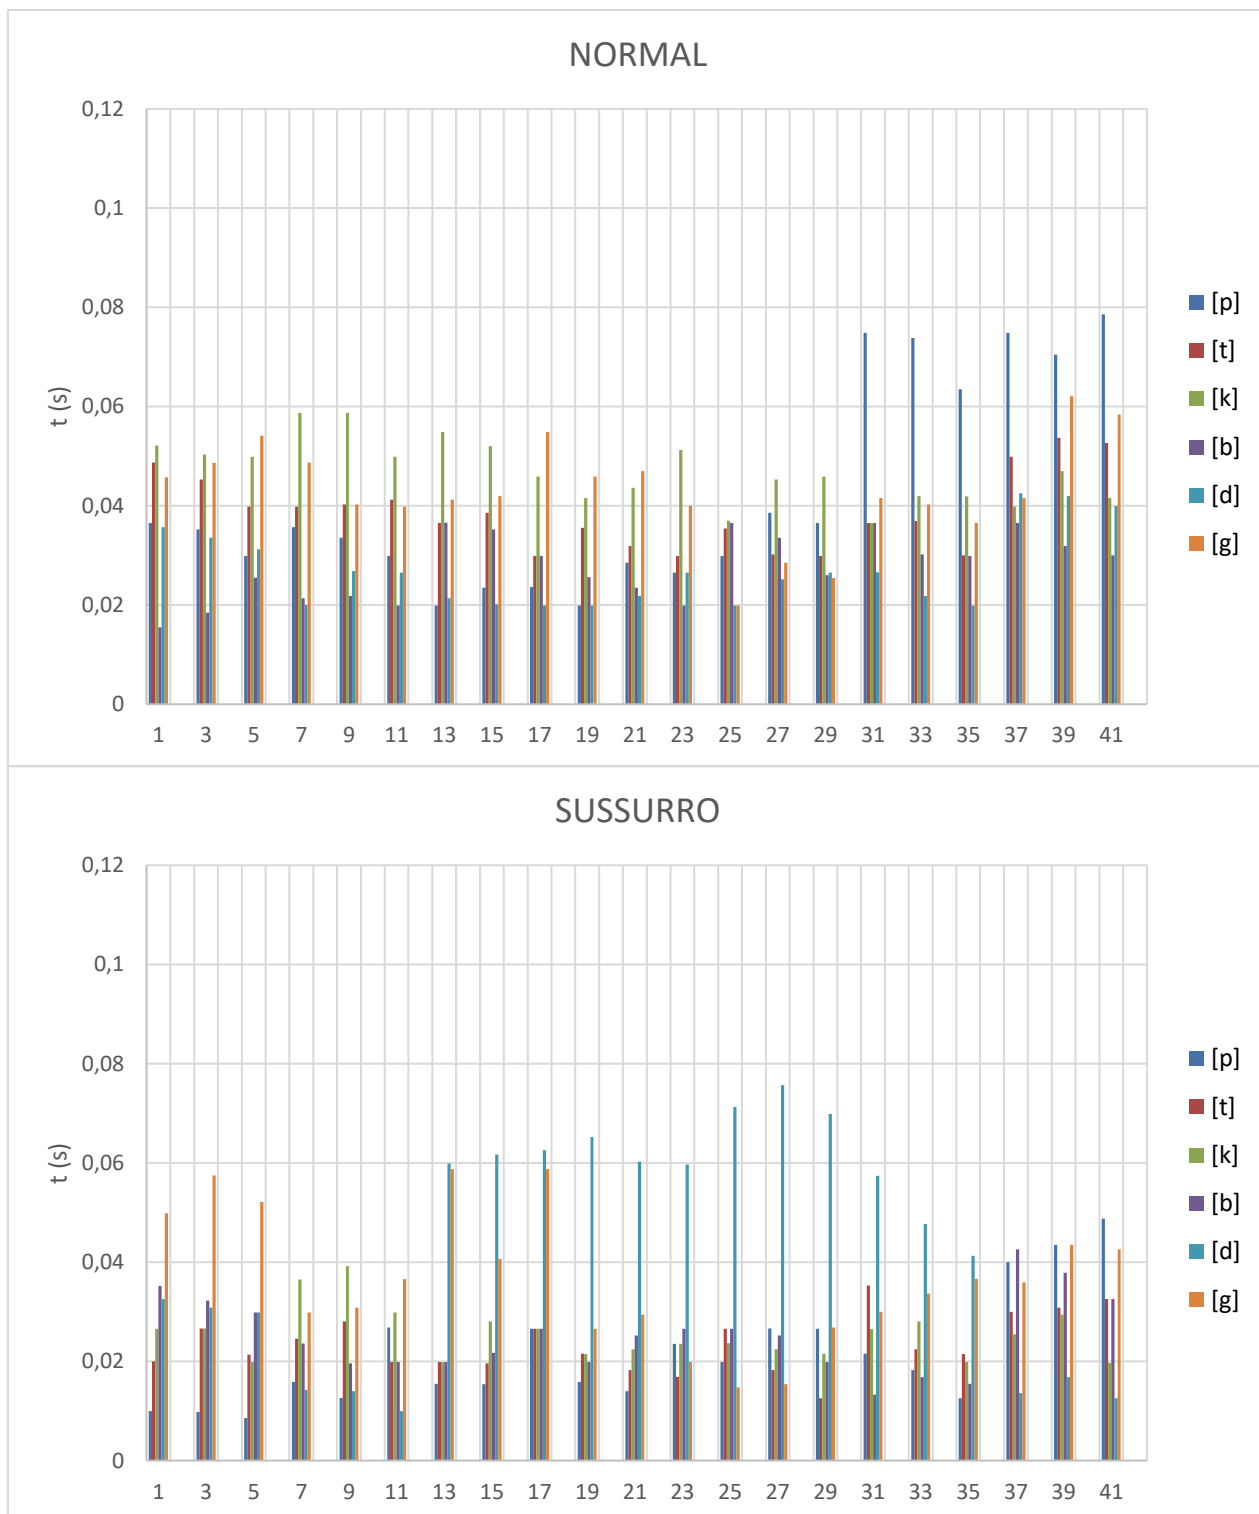 NORMAL
0,12
0,1
0,08
0,06
0,04
0,02
0
t (s)
1 3 5 7 9 11 13 15 17 19 21 23 25 27 29 31 33 35 37 39 41
[p]
[t]
[k]
[b]
[d]
[g]
SUSSURRO
0,12
0,1
0,08
0,06
0,04
0,02
0
t (s)
1 3 5 7 9 11 13 15 17 19 21 23 25 27 29 31 33 35 37 39 41
[p]
[t]
[k]
[b]
[d]
[g]